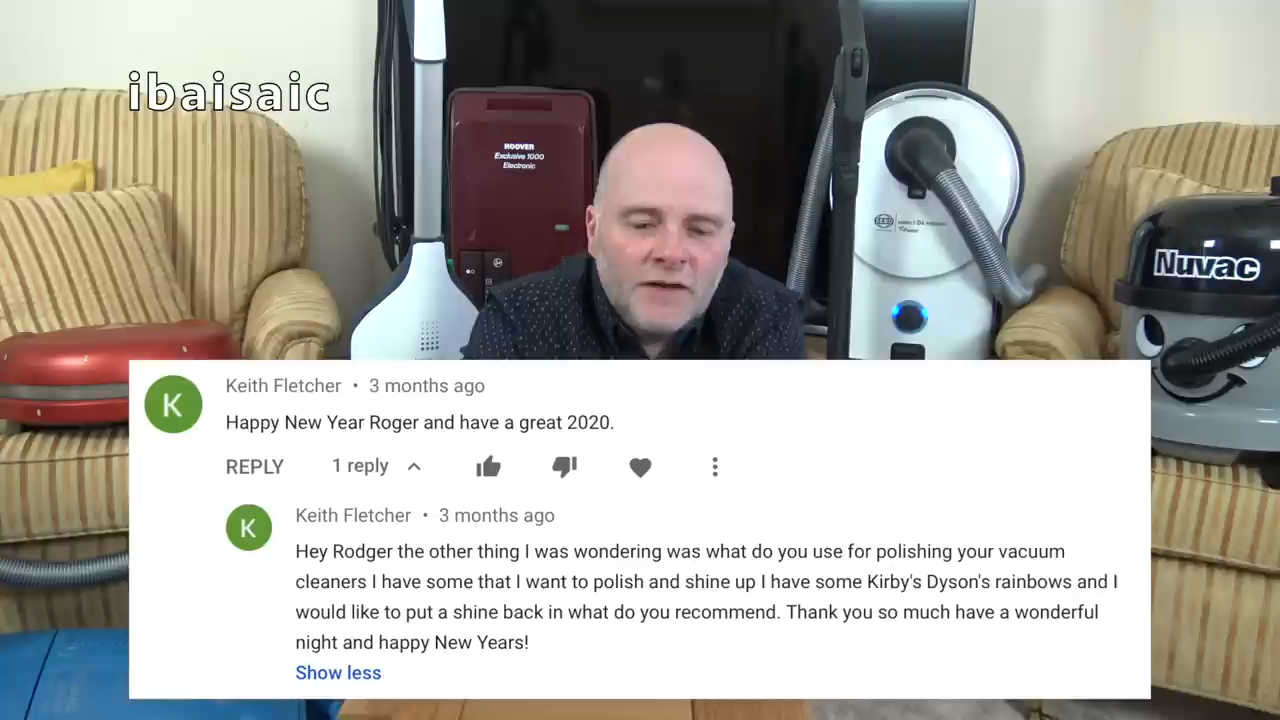 ibaisaic
HOOVER
Exclusive 1000
Electronic
SEBO
Nuvac
K
Keith Fletcher • 3 months ago
Happy New Year Roger and have a great 2020.
REPLY 1 reply
K
Keith Fletcher • 3 months ago
Hey Rodger the other thing I was wondering was what do you use for polishing your vacuum
cleaners I have some that I want to polish and shine up I have some Kirby's Dyson's rainbows and I
would like to put a shine back in what do you recommend. Thank you so much have a wonderful
night and happy New Years!
Show less